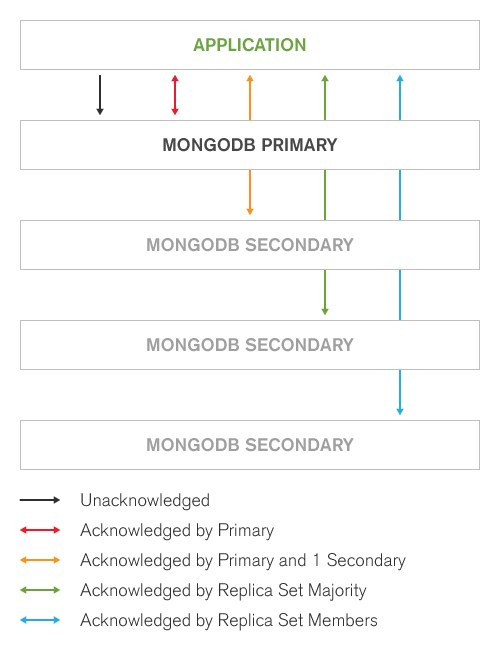 APPLICATION
MONGODB PRIMARY
MONGODB SECONDARY
MONGODB SECONDARY
MONGODB SECONDARY
Unacknowledged
Acknowledged by Primary
Acknowledged by Primary and 1 Secondary
Acknowledged by Replica Set Majority
Acknowledged by Replica Set Members